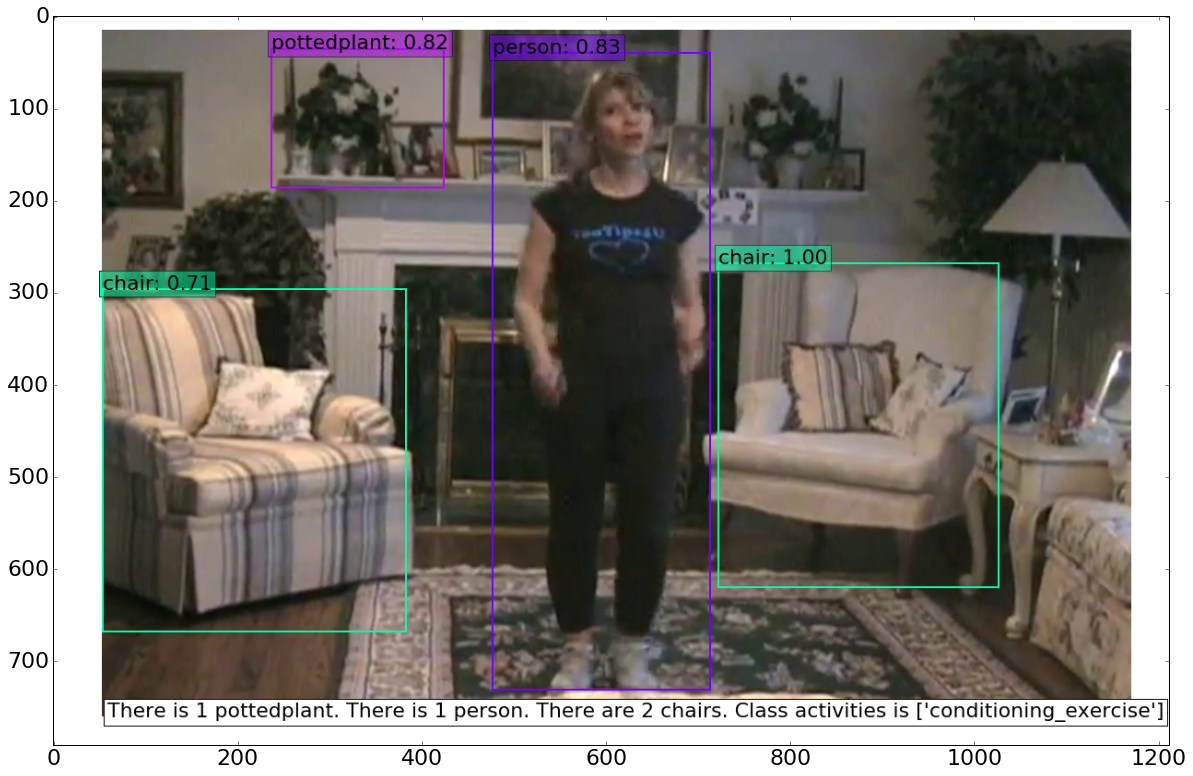 0
pottedplant: 0.82
person: 0.83
100
200
chair: 1.00
chair: 0.71
300
400
500
600
700
There is 1 pottedplant. There is 1 person. There are 2 chairs. Class activities is ['conditioning_exercise']
0 200 400 600 800 1000 1200